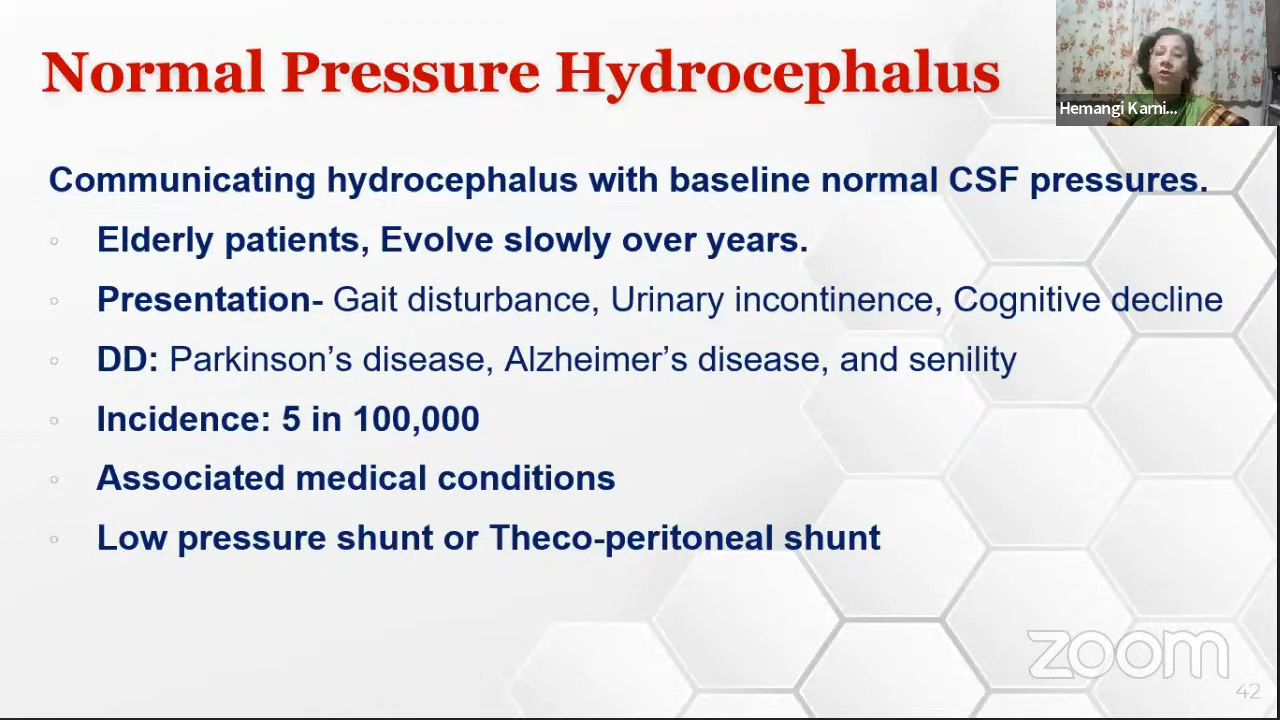 Normal Pressure Hydrocephalus
Hemangi Karni...
Communicating hydrocephalus with baseline normal CSF pressures.
◦ Elderly patients, Evolve slowly over years.
◦ Presentation- Gait disturbance, Urinary incontinence, Cognitive decline
◦ DD: Parkinson’s disease, Alzheimer’s disease, and senility
◦ Incidence: 5 in 100,000
◦ Associated medical conditions
◦ Low pressure shunt or Theco-peritoneal shunt
zoom
42